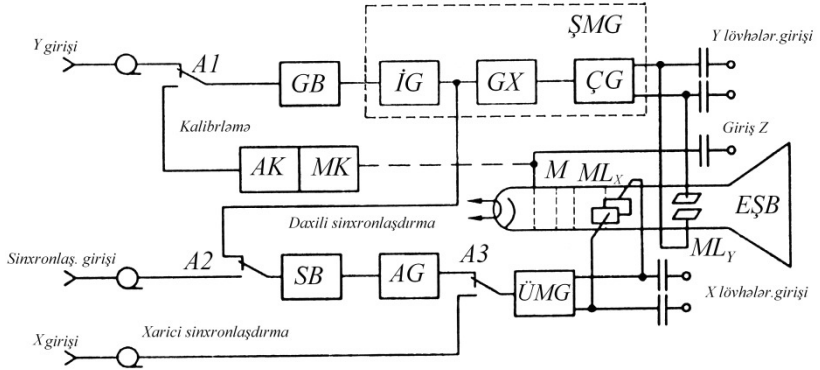 ŞMG
Y girişi
A1
GB
İG
GX
ÇG
Y lövhələr.girişi
Kalibrləmə
AK
MK
Giriş Z
M
MLX
EŞB
Daxili sinxronlaşdırma
MLY
Sinxronlaş. girişi
A2
SB
AG
A3
ÜMG
X lövhələr.girişi
X girişi
Xarici sinxronlaşdırma